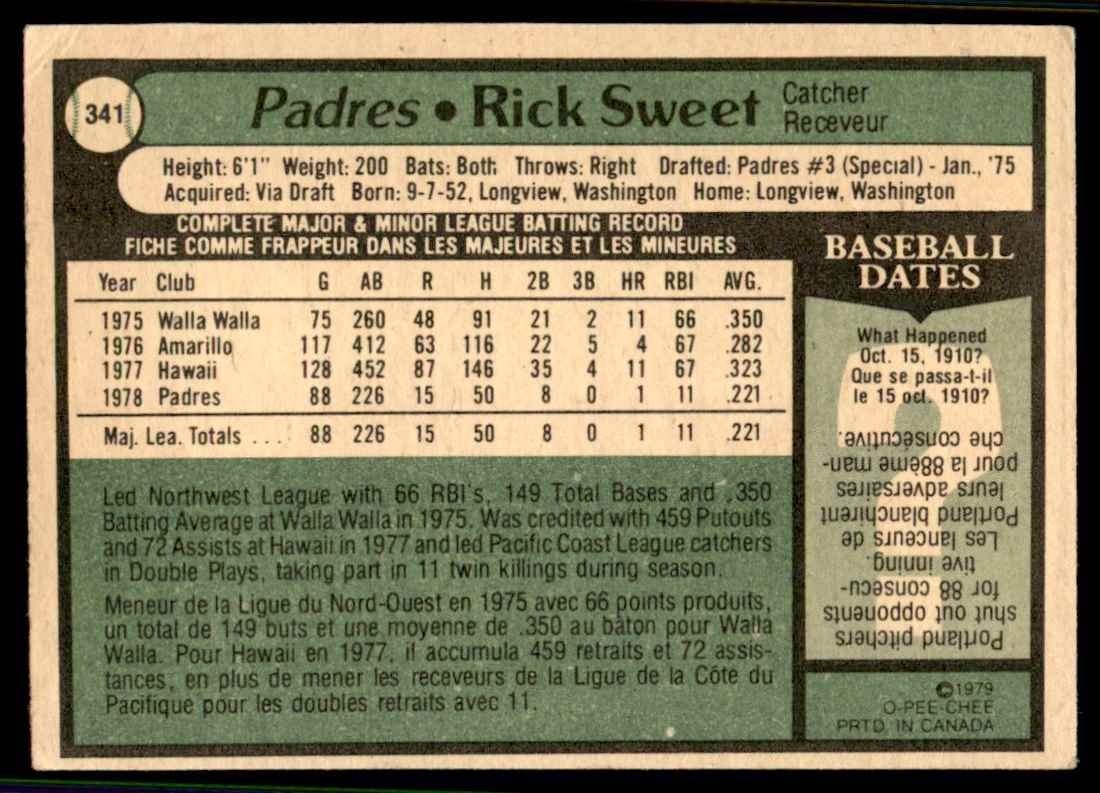 341
Padres • Rick Sweet
Catcher
Receveur
Height: 6'1" Weight: 200 Bats: Both Throws: Right Drafted: Padres #3 (Special) - Jan., '75
Acquired: Via Draft Born: 9-7-52, Longview, Washington Home: Longview, Washington
COMPLETE MAJOR & MINOR LEAGUE BATTING RECORD
FICHE COMME FRAPPEUR DANS LES MAJEURES ET LES MINEURES
Year Club G AB R H 2B 3B HR RBI AVG.
1975 Walla Walla 75 260 48 91 21 2 11 66 .350
1976 Amarillo 117 412 63 116 22 5 4 67 .282
1977 Hawaii 128 452 87 146 35 4 11 67 .323
1978 Padres 88 226 15 50 8 0 1 11 .221
Maj. Lea. Totals ... 88 226 15 50 8 0 1 11 .221
Led Northwest League with 66 RBI's, 149 Total Bases and .350
Batting Average at Walla Walla in 1975. Was credited with 459 Putouts
and 72 Assists at Hawaii in 1977 and led Pacific Coast League catchers
in Double Plays, taking part in 11 twin killings during season.
Meneur de la Ligue du Nord-Ouest en 1975 avec 66 points produits,
un total de 149 buts et une moyenne de .350 au bâton pour Walla
Walla. Pour Hawaii en 1977, il accumula 459 retraits et 72 assis-
tances, en plus de mener les receveurs de la Ligue de la Côte du
Pacifique pour les doubles retraits avec 11.
BASEBALL
DATES
What Happened
Oct. 15, 1910?
Que se passa-t-il
le 15 oct. 1910?
Portland pitchers
shut out opponents
for 88 consecu-
tive inning.
Les lanceurs de
Portland blanchirent
leurs adversaires
pour la 88ème man-
che consécutive.
©1979
O-PEE-CHEE
PRTD. IN CANADA